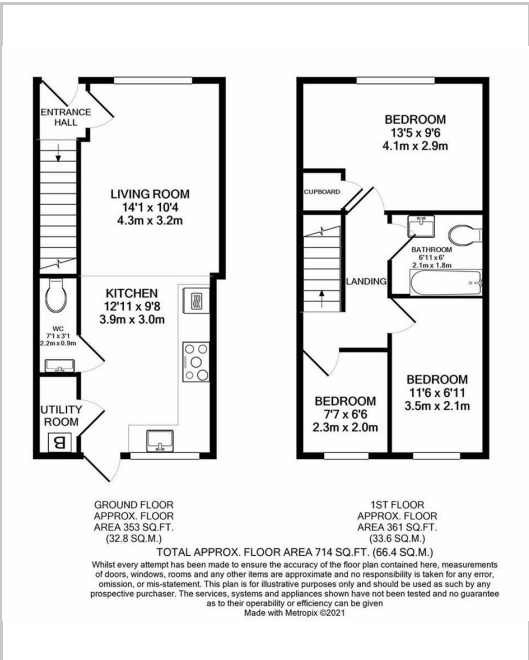 ENTRANCE
HALL
LIVING ROOM
14'1 x 10'4
4.3m x 3.2m
KITCHEN
12'11 x 9'8
3.9m x 3.0m
WC
7'1 x 3'1
2.2m x 0.9m
UTILITY
ROOM
B
GROUND FLOOR
APPROX. FLOOR
AREA 353 SQ.FT.
(32.8 SQ.M.)
BEDROOM
13'5 x 9'6
4.1m x 2.9m
CUPBOARD
BATHROOM
6'11 x 6'
2.1m x 1.8m
LANDING
BEDROOM
7'7 x 6'6
2.3m x 2.0m
BEDROOM
11'6 x 6'11
3.5m x 2.1m
1ST FLOOR
APPROX. FLOOR
AREA 361 SQ.FT.
(33.6 SQ.M.)
TOTAL APPROX. FLOOR AREA 714 SQ.FT. (66.4 SQ.M.)
Whilst every attempt has been made to ensure the accuracy of the floor plan contained here, measurements
of doors, windows, rooms and any other items are approximate and no responsibility is taken for any error,
omission, or mis-statement. This plan is for illustrative purposes only and should be used as such by any
prospective purchaser. The services, systems and appliances shown have not been tested and no guarantee
as to their operability or efficiency can be given
Made with Metropix ©2021